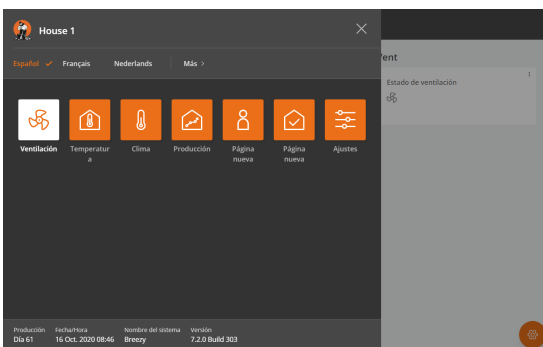 House 1
Español Français Nederlands Más >
Ventilación
Temperatur
a
Clima
Producción
Página
nueva
Página
nueva
Ajustes
Vent
Estado de ventilación
Producción Fecha/Hora Nombre del sistema Versión
Día 61 16 Oct. 2020 08:46 Breezy 7.2.0 Build 303